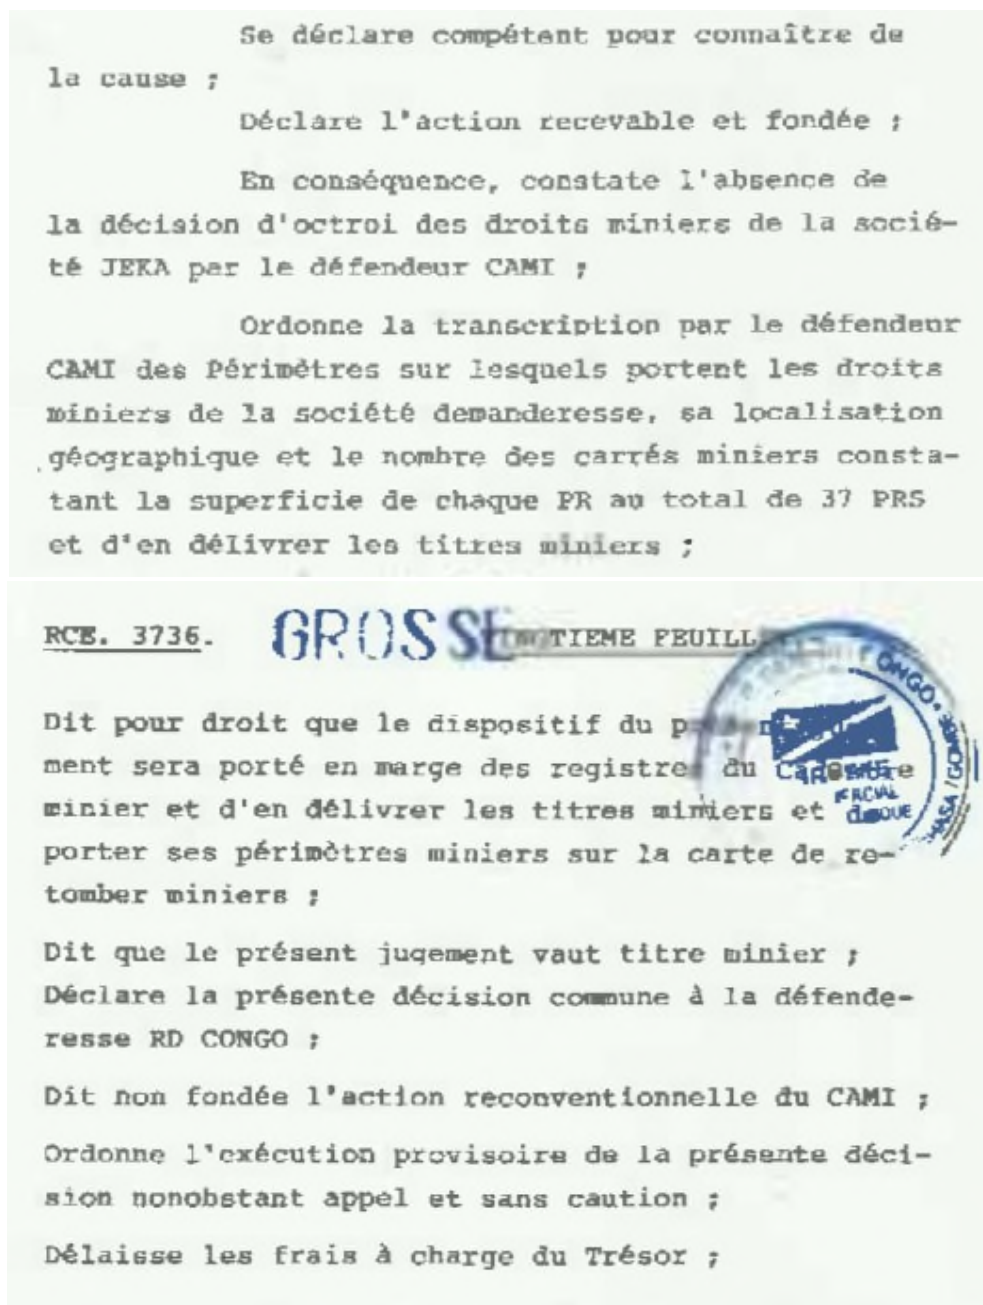 Se déclare compétent pour connaître de
la cause ;
Déclare l'action recevable et fondée ;
En conséquence, constate l'absence de
la décision d'octroi des droits miniers de la socié-
té JEKA par le défendeur CAMI ;
Ordonne la transcription par le défendeur
CAMI des Périmètres sur lesquels portent les droits
miniers de la société demanderesse, sa localisation
géographique et le nombre des carrés miniers consta-
tant la superficie de chaque PR au total de 37 PRS
et d'en délivrer les titres miniers ;
RCE. 3736. GROSSE FEUILL
Dit pour droit que le dispositif du
ment sera porté en marge des registres du
minier et d'en délivrer les titres miniers et
porter ses périmètres miniers sur la carte de re-
tomber miniers ;
Dit que le présent jugement vaut titre minier ;
Déclare la présente décision commune à la défende-
resse RD CONGO ;
Dit non fondée l'action reconventionnelle du CAMI ;
Ordonne l'exécution provisoire de la présente déci-
sion nonobstant appel et sans caution ;
Délaisse les frais à charge du Trésor ;